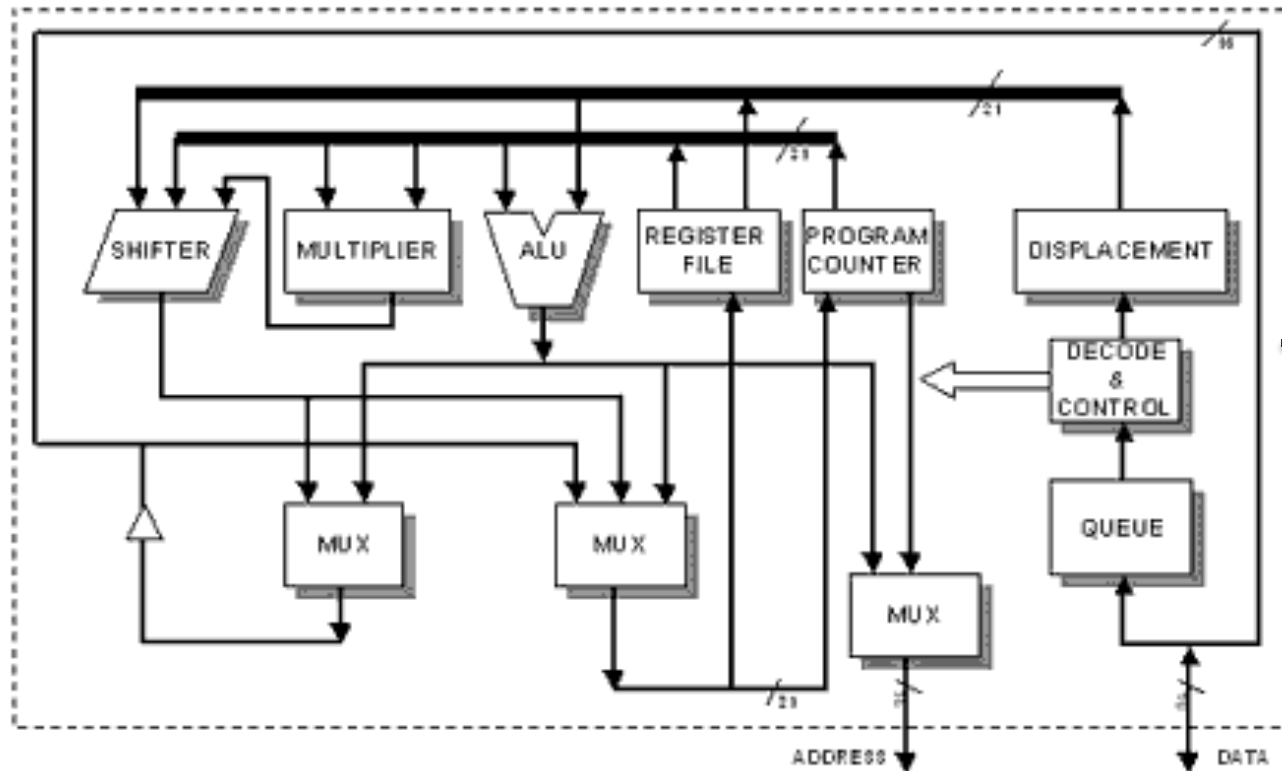 SHIFTER
MULTIPLIER
ALU
REGISTER
FILE
PROGRAM
COUNTER
DISPLACEMENT
DECODE
&
CONTROL
QUEUE
MUX
MUX
MUX
ADDRESS
DATA